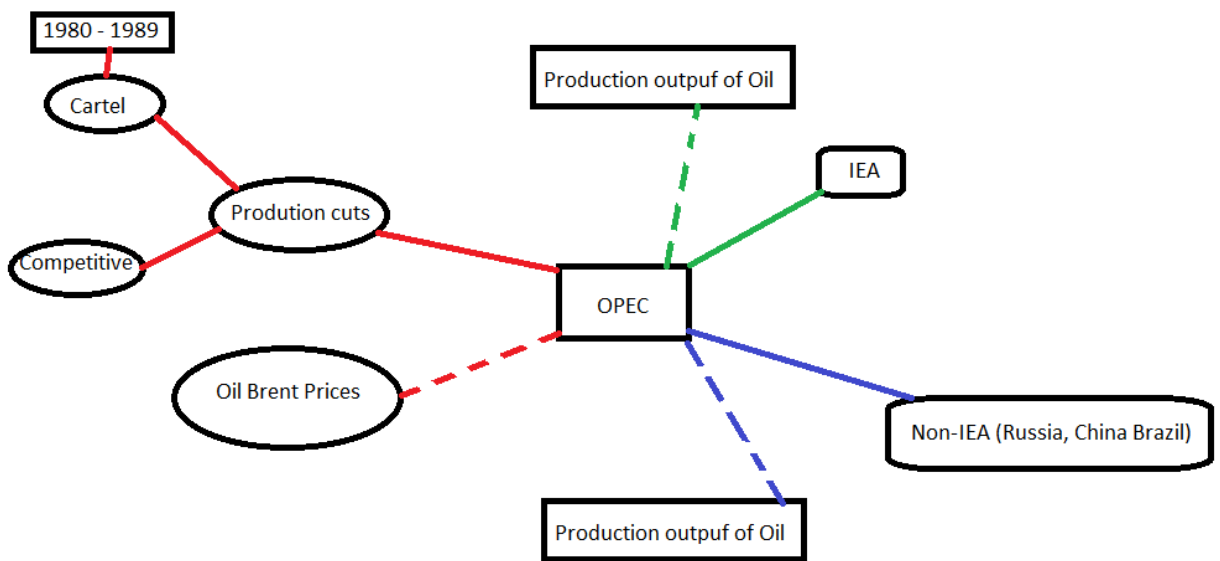 1980 - 1989
Cartel
Production outpuf of Oil
IEA
Prodution cuts
Competitive
OPEC
Oil Brent Prices
Non-IEA (Russia, China Brazil)
Production outpuf of Oil